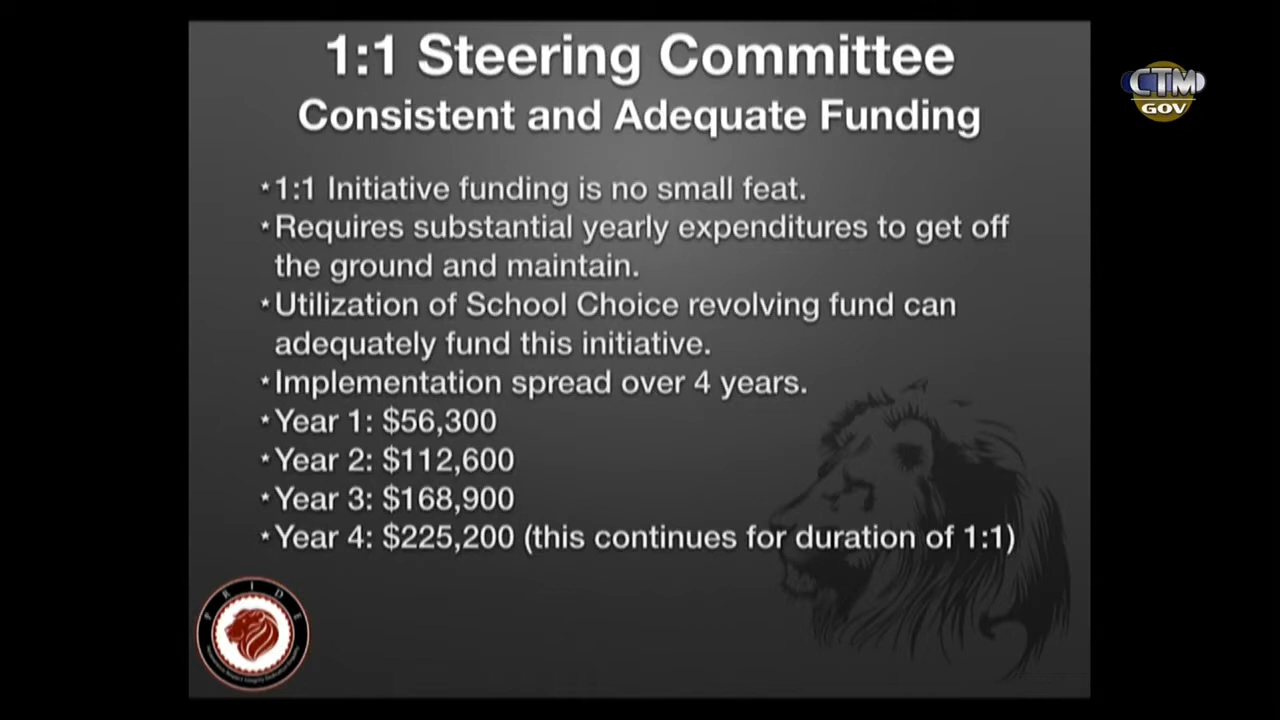 1:1 Steering Committee
Consistent and Adequate Funding
CTM
GOV
*1:1 Initiative funding is no small feat.
*Requires substantial yearly expenditures to get off
the ground and maintain.
*Utilization of School Choice revolving fund can
adequately fund this initiative.
*Implementation spread over 4 years.
*Year 1: $56,300
*Year 2: $112,600
*Year 3: $168,900
*Year 4: $225,200 (this continues for duration of 1:1)
PRIDE